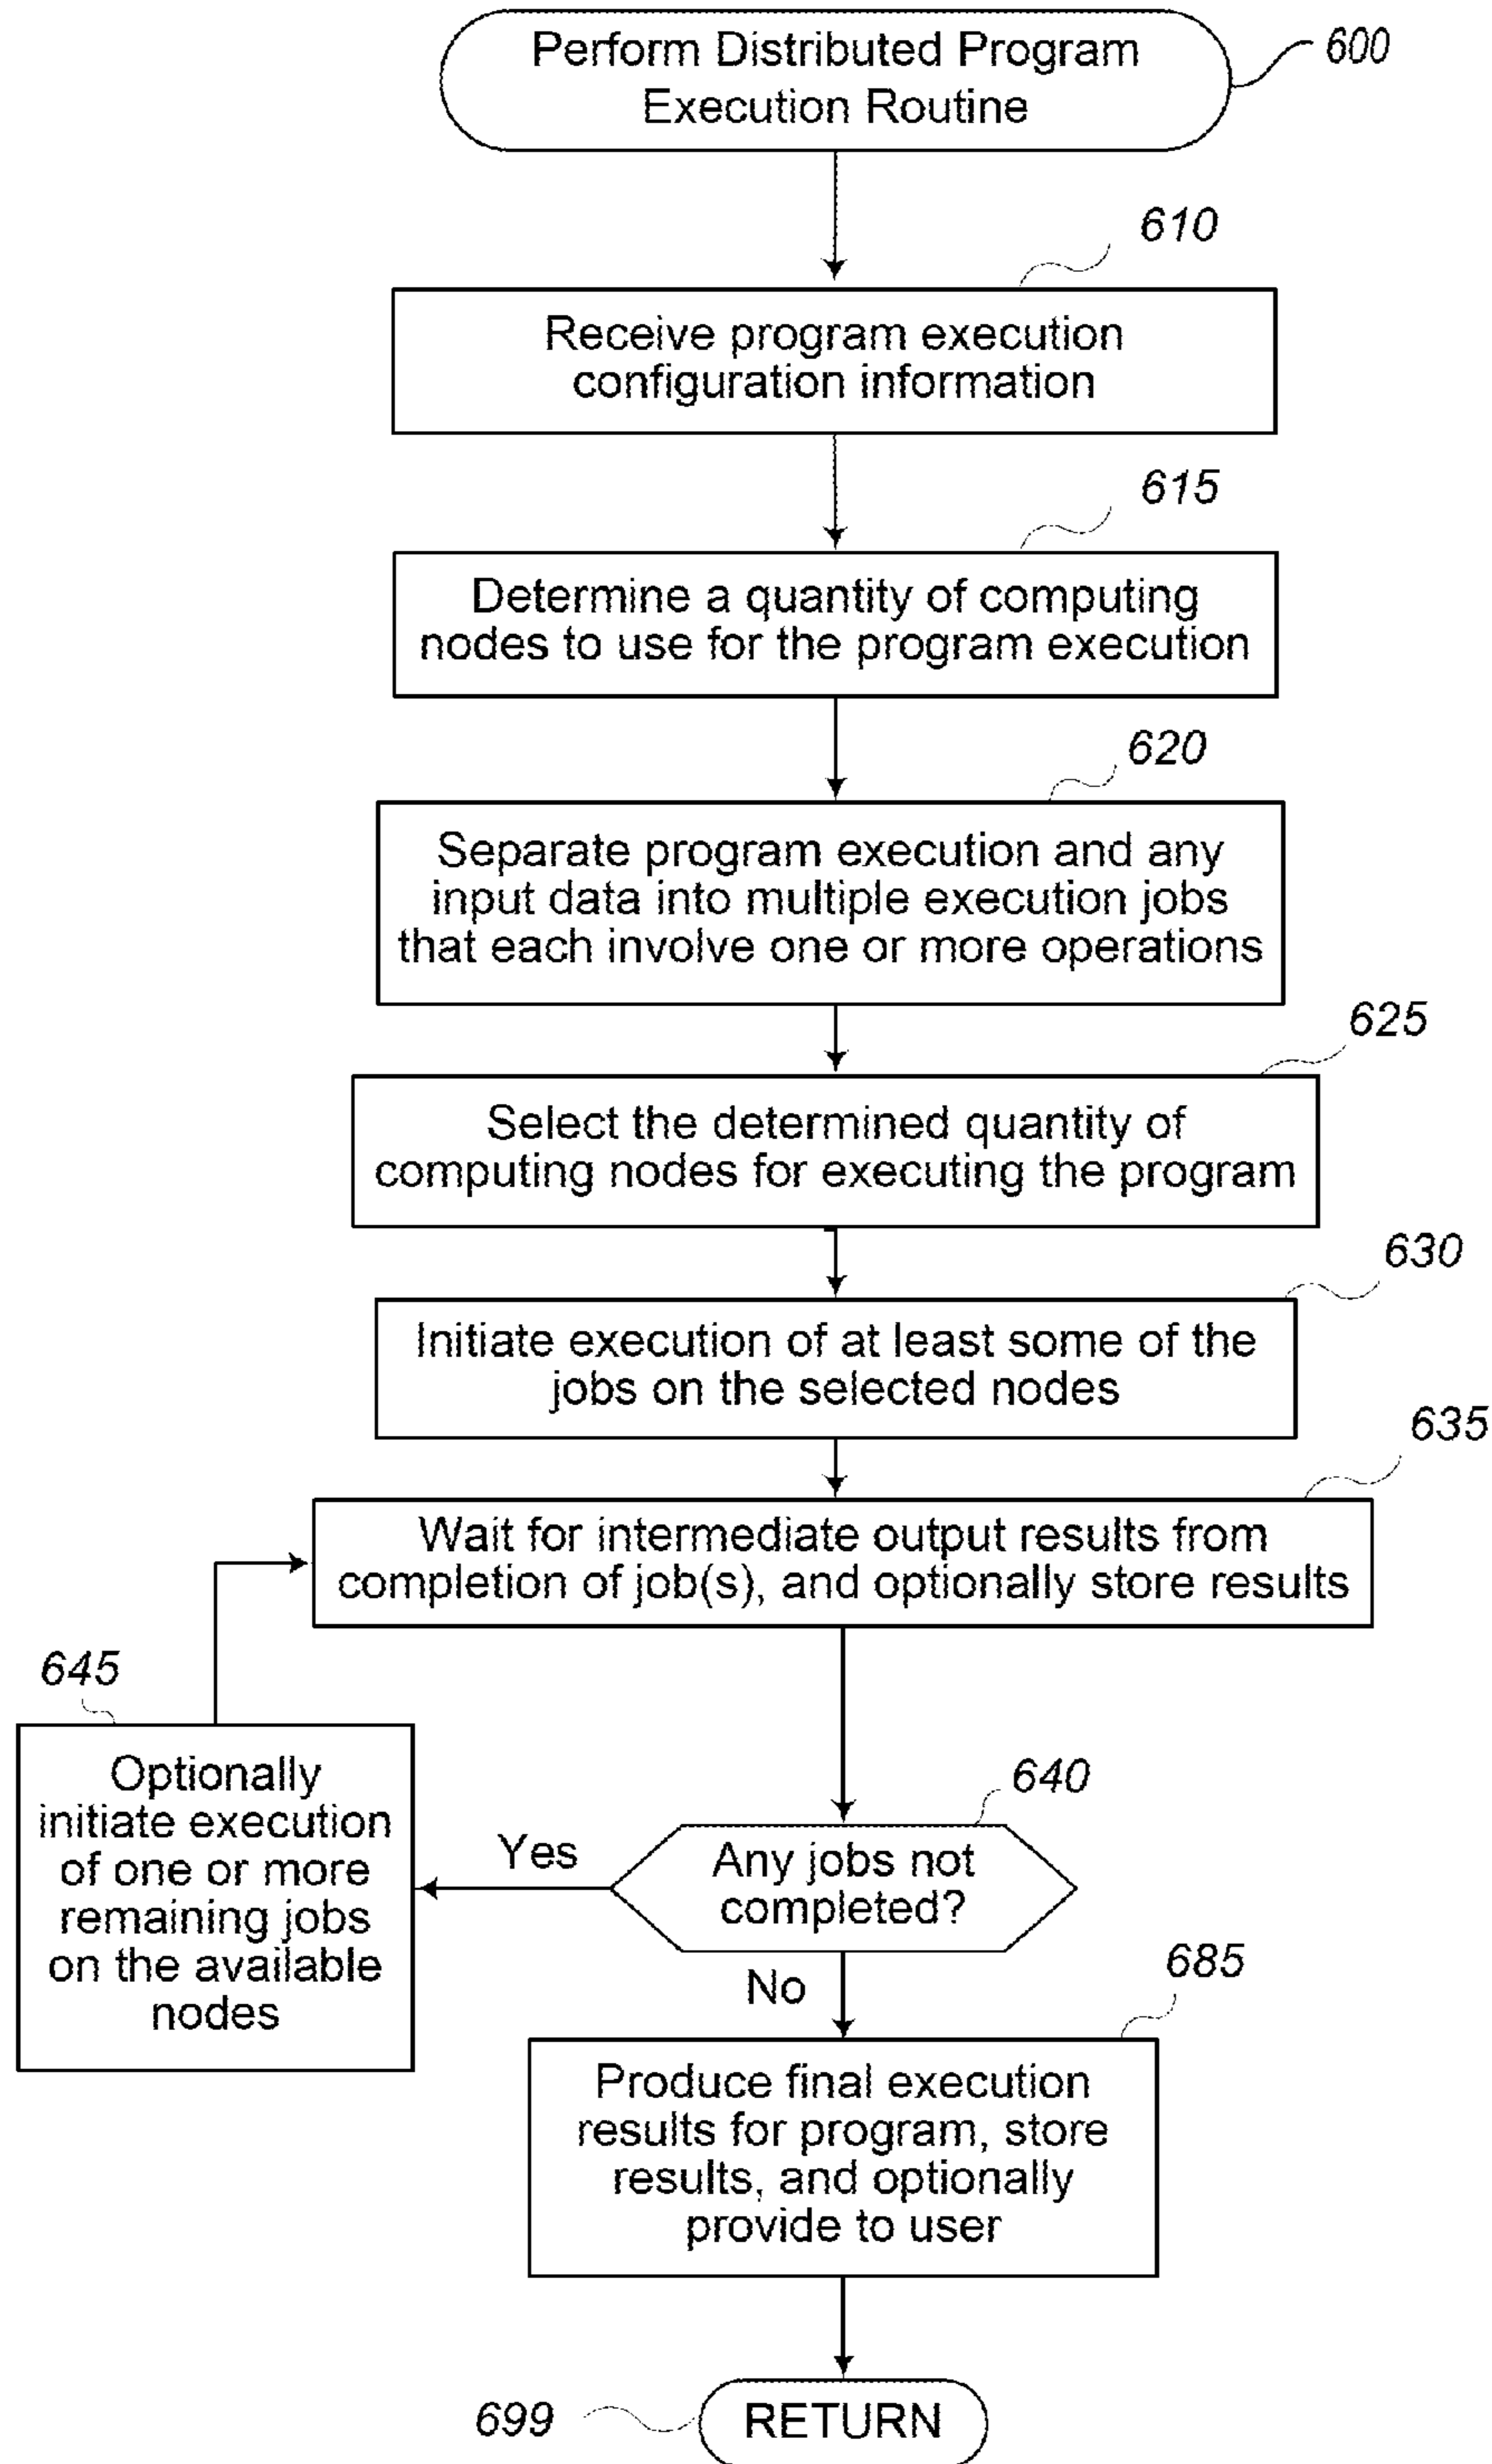 Perform Distributed Program
Execution Routine
600
610
Receive program execution
configuration information
615
Determine a quantity of computing
nodes to use for the program execution
620
Separate program execution and any
input data into multiple execution jobs
that each involve one or more operations
625
Select the determined quantity of
computing nodes for executing the program
630
Initiate execution of at least some of the
jobs on the selected nodes
635
Wait for intermediate output results from
completion of job(s), and optionally store results
645
Optionally
initiate execution
of one or more
remaining jobs
on the available
nodes
640
Yes
Any jobs not
completed?
No
685
Produce final execution
results for program, store
results, and optionally
provide to user
699
RETURN